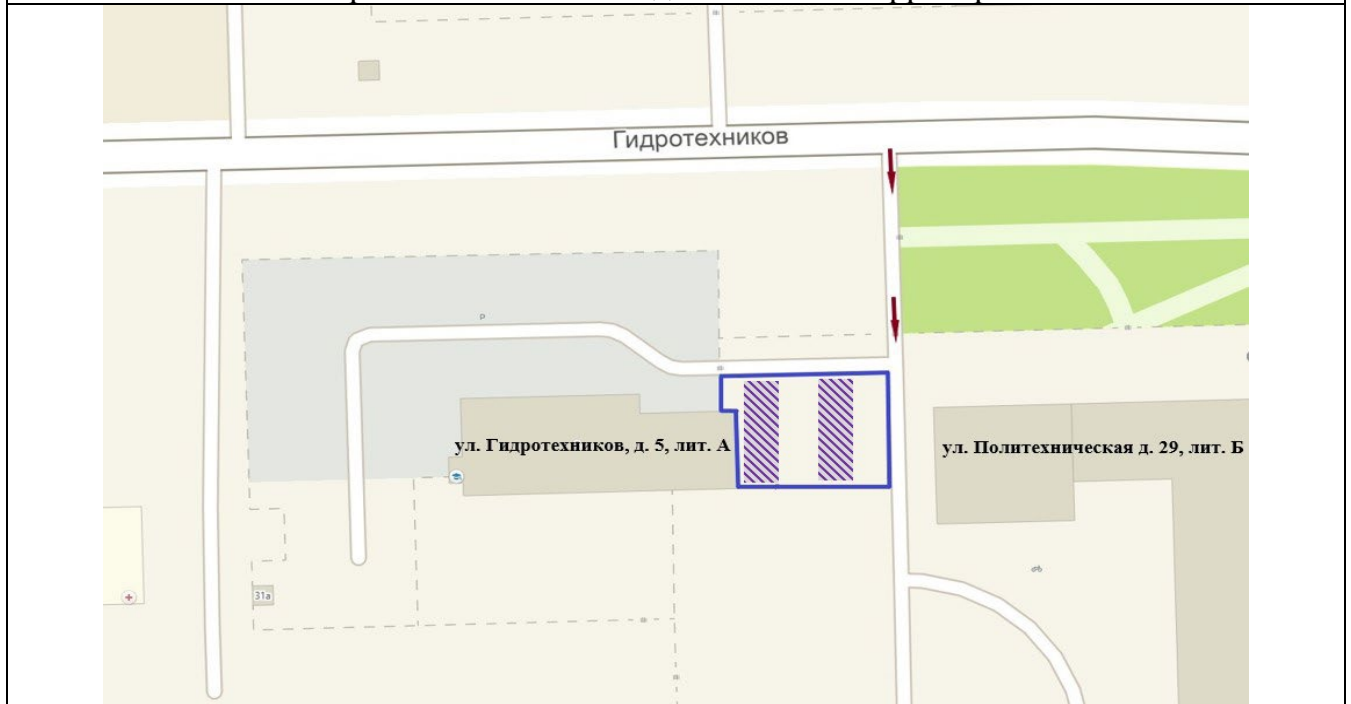 Гидротехников
P
ул. Гидротехников, д. 5, лит. А
ул. Политехническая д. 29, лит. Б
31а